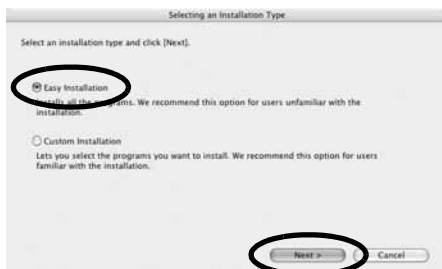 Selecting an Installation Type
Select an installation type and click [Next].
Easy Installation
Installs all the programs. We recommend this option for users unfamiliar with the
installation.
Custom Installation
Lets you select the programs you want to install. We recommend this option for users
familiar with the installation.
Next >
Cancel